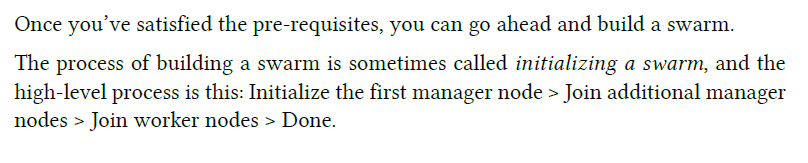 Once you’ve satisfied the pre-requisites, you can go ahead and build a swarm.
The process of building a swarm is sometimes called initializing a swarm, and the
high-level process is this: Initialize the first manager node > Join additional manager
nodes > Join worker nodes > Done.